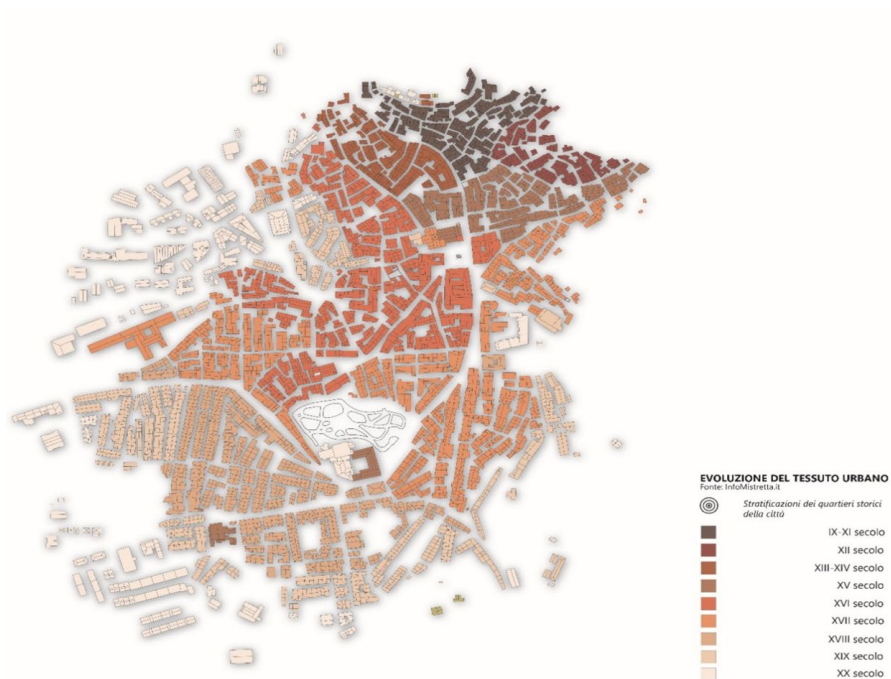 EVOLUZIONE DEL TESSUTO URBANO
Fonte: InfoMistretta.it
Stratificazioni dei quartieri storici
della città
IX-XI secolo
XII secolo
XIII-XIV secolo
XV secolo
XVI secolo
XVII secolo
XVIII secolo
XIX secolo
XX secolo